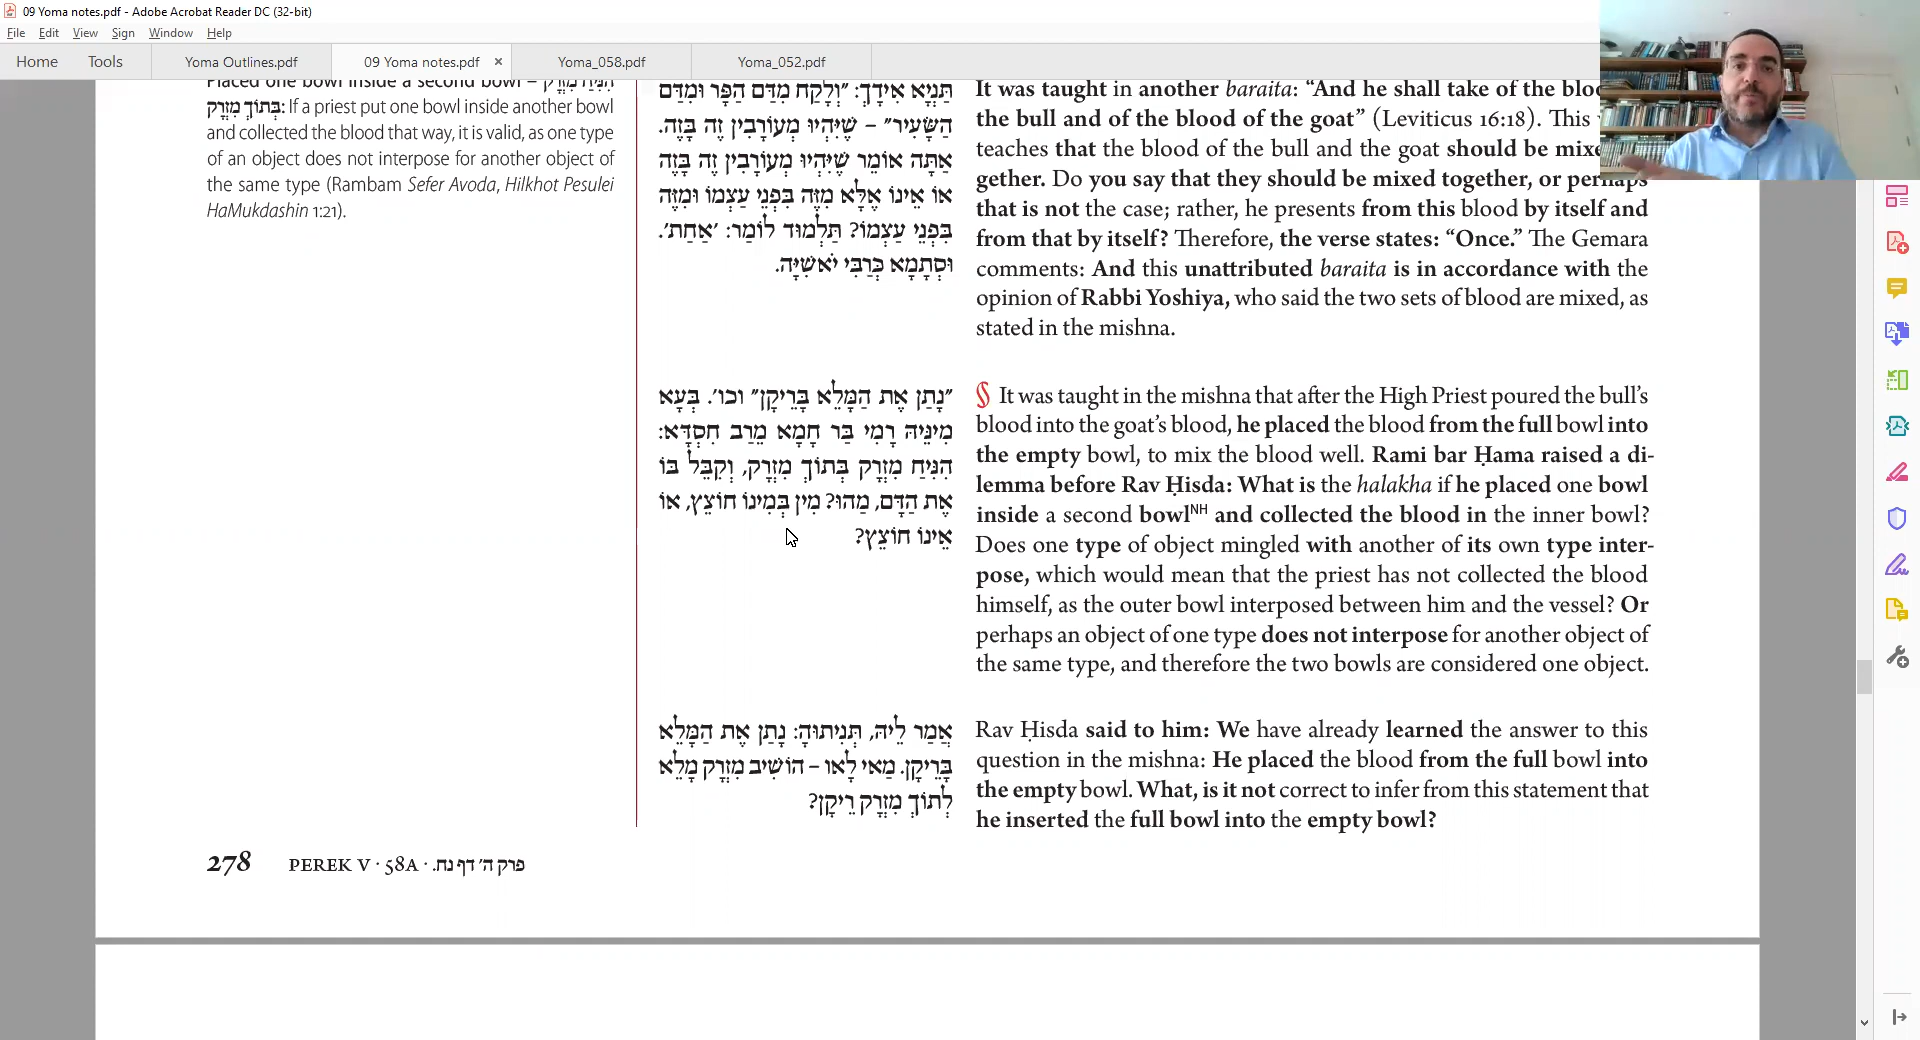 09 Yoma notes.pdf - Adobe Acrobat Reader DC (32-bit)
File Edit View Sign Window Help
Home Tools Yoma Outlines.pdf 09 Yoma notes.pdf × Yoma_058.pdf Yoma_052.pdf
Placed one bowl inside a second bowl –
בְּתוֹךְ מִזְרָק: If a priest put one bowl inside another bowl
and collected the blood that way, it is valid, as one type
of an object does not interpose for another object of
the same type (Rambam Sefer Avoda, Hilkhot Pesulei
HaMukdashin 1:21).
תַּנְיָא אִידָךְ: ״וְלָקַח מִדַּם הַפָּר וּמִדַּם
הַשָּׂעִיר״ – שֶׁיִּהְיוּ מְעוֹרָבִין זֶה בָּזֶה.
אַתָּה אוֹמֵר שֶׁיִּהְיוּ מְעוֹרָבִין זֶה בָּזֶה
אוֹ אֵינוֹ אֶלָּא מִזֶּה בִּפְנֵי עַצְמוֹ וּמִזֶּה
בִּפְנֵי עַצְמוֹ? תַּלְמוּד לוֹמַר: ׳אַחַת׳.
וּסְתָמָא כְּרַבִּי יֹאשִׁיָּה.
It was taught in another baraita: “And he shall take of the bloo
the bull and of the blood of the goat” (Leviticus 16:18). This
teaches that the blood of the bull and the goat should be mixe
gether. Do you say that they should be mixed together, or perhaps
that is not the case; rather, he presents from this blood by itself and
from that by itself? Therefore, the verse states: “Once.” The Gemara
comments: And this unattributed baraita is in accordance with the
opinion of Rabbi Yoshiya, who said the two sets of blood are mixed, as
stated in the mishna.
״נָתַן אֶת הַמָּלֵא בָּרֵיקָן״ וכו׳. בְּעָא
מִינֵּיהּ רָמִי בַּר חָמָא מֵרַב חִסְדָּא:
הִנִּיחַ מִזְרָק בְּתוֹךְ מִזְרָק, וְקִבֵּל בּוֹ
אֶת הַדָּם, מַהוּ? מִין בְּמִינוֹ חוֹצֵץ, אוֹ
אֵינוֹ חוֹצֵץ?
§ It was taught in the mishna that after the High Priest poured the bull’s
blood into the goat’s blood, he placed the blood from the full bowl into
the empty bowl, to mix the blood well. Rami bar Ḥama raised a di-
lemma before Rav Ḥisda: What is the halakha if he placed one bowl
inside a second bowlNH and collected the blood in the inner bowl?
Does one type of object mingled with another of its own type inter-
pose, which would mean that the priest has not collected the blood
himself, as the outer bowl interposed between him and the vessel? Or
perhaps an object of one type does not interpose for another object of
the same type, and therefore the two bowls are considered one object.
אֲמַר לֵיהּ, תְּנִיתוּהָ: נָתַן אֶת הַמָּלֵא
בָּרֵיקָן. מַאי לָאו – הוֹשִׁיב מִזְרָק מָלֵא
לְתוֹךְ מִזְרָק רֵיקָן?
Rav Ḥisda said to him: We have already learned the answer to this
question in the mishna: He placed the blood from the full bowl into
the empty bowl. What, is it not correct to infer from this statement that
he inserted the full bowl into the empty bowl?
278 PEREK V · 58A · פרק ה׳ דף נח.